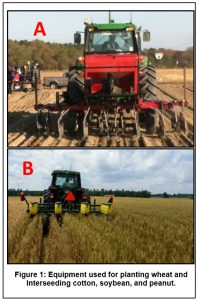 A
B
Figure 1: Equipment used for planting wheat and
Interseeding cotton, soybean, and peanut.